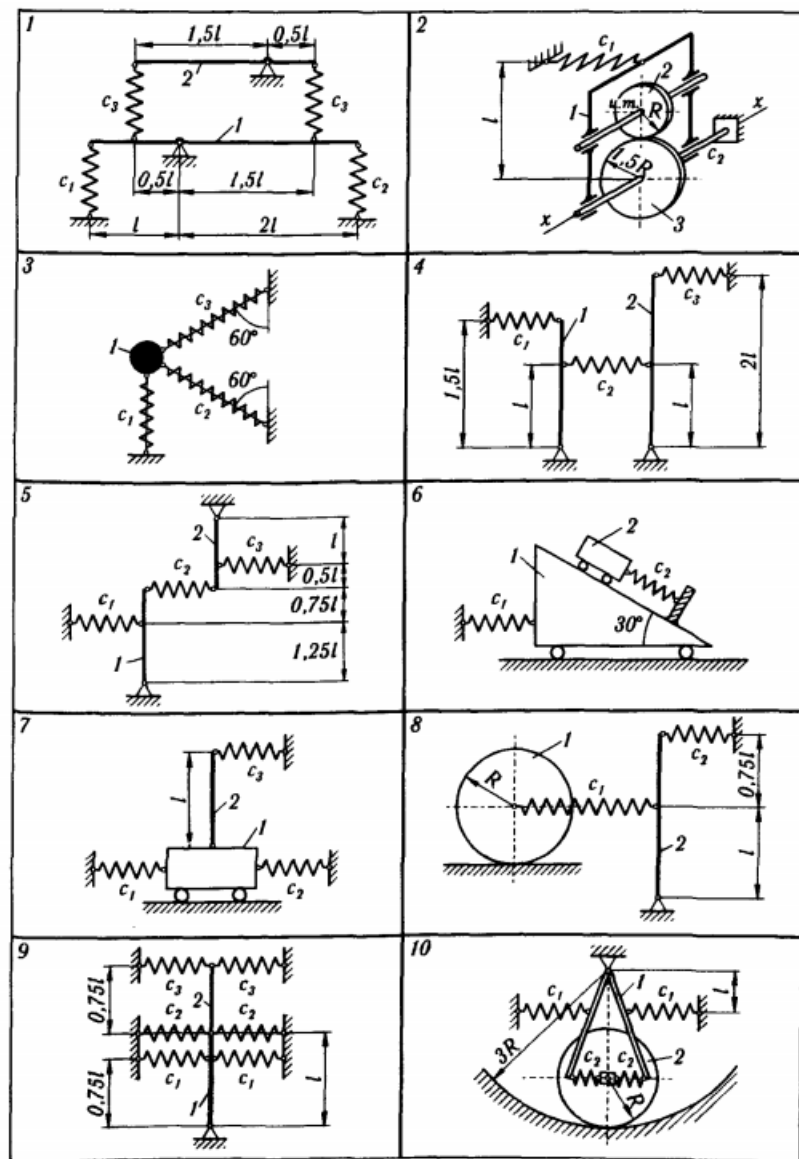 1
1,5l 0,5l
2
c3 c3
1
c1 c2
0,5l 1,5l
l 2l
2
c1
2
1 ц.т. R
l
x
c2
1,5R
x 3
3
c3
1 60°
60°
c1 c2
4
2 c3
1
c1
c2
1,5l l l 2l
5
2
c3 l
c2 0,5l
c1 0,75l
1 1,25l
6
2
1 c2
c1
30°
7
c3
l 2
1
c1 c2
8
1
R c2
c1 0,75l
2 l
9
c3 c3
0,75l 2
c2 c2
c1 c1
0,75l l
1
10
1
c1 c1 l
3R
c2 c2 2
R